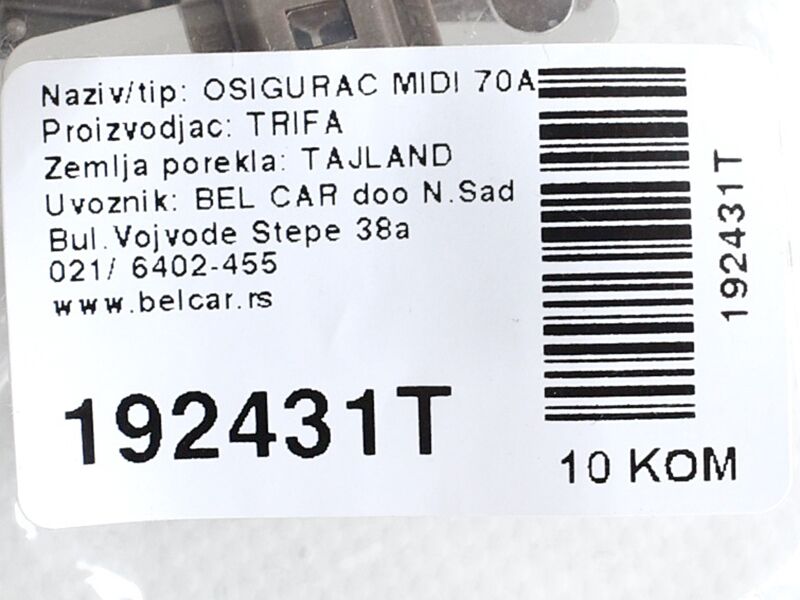 Naziv/tip: OSIGURAC MIDI 70A
Proizvodjac: TRIFA
Zemlja porekla: TAJLAND
Uvoznik: BEL CAR doo N.Sad
Bul.Vojvode Stepe 38a
021/ 6402-455
www.belcar.rs
192431T
192431T
10 KOM